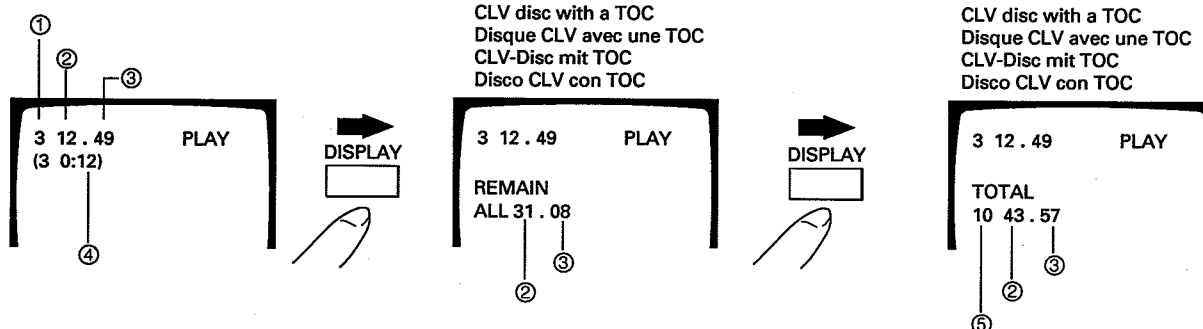 ①
②
③
3 12 . 49 PLAY
(3 0:12)
④
DISPLAY
CLV disc with a TOC
Disque CLV avec une TOC
CLV-Disc mit TOC
Disco CLV con TOC
3 12 . 49 PLAY
REMAIN
ALL 31 . 08
③
②
DISPLAY
CLV disc with a TOC
Disque CLV avec une TOC
CLV-Disc mit TOC
Disco CLV con TOC
3 12 . 49 PLAY
TOTAL
10 43 . 57
③
②
⑤